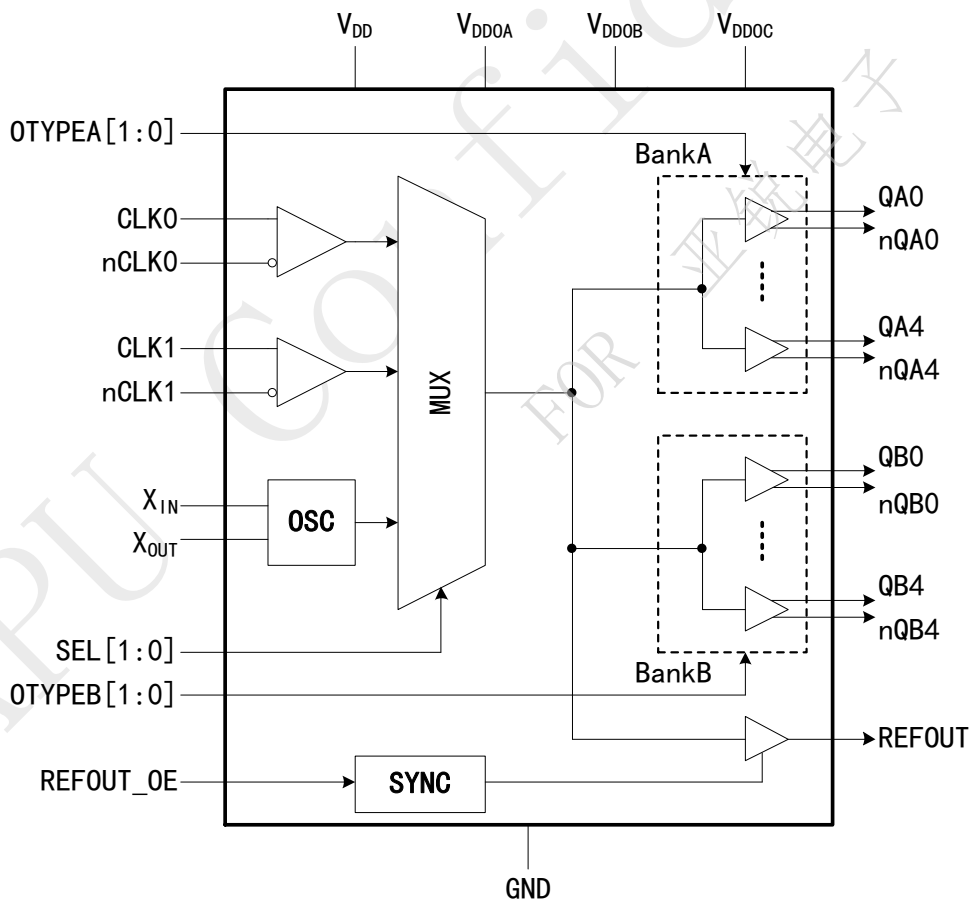 VDD
VDDOA
VDDOB
VDDOC
OTYPEA[1:0]
BankA
CLK0
nCLK0
QA0
nQA0
CLK1
nCLK1
QA4
nQA4
MUX
XIN
XOUT
OSC
QB0
nQB0
QB4
nQB4
SEL[1:0]
OTYPEB[1:0]
BankB
REFOUT
REFOUT_OE
SYNC
GND
FOR 亚锐电子